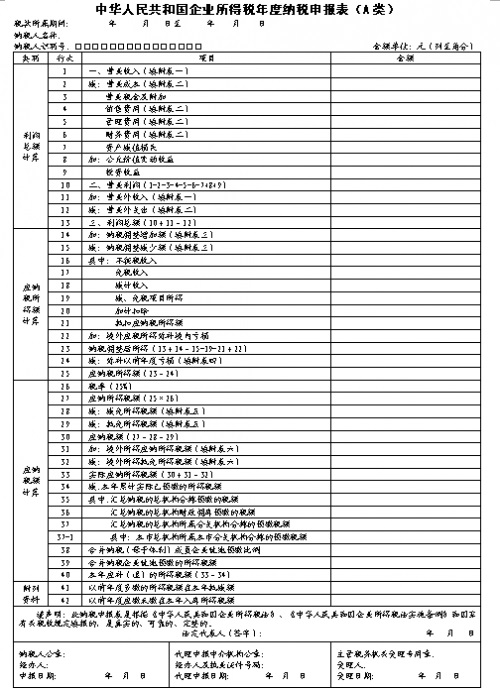 中华人民共和国企业所得税年度纳税申报表（A类）
税款所属期间： 年 月 日至 年 月 日
纳税人名称：
纳税人识别号：□□□□□□□□□□□□□□□ 金额单位：元（列至角分）
类别 行次 项目 金额
利润总额计算
1 一、营业收入（填附表一）
2 减：营业成本（填附表二）
3 营业税金及附加
4 销售费用（填附表二）
5 管理费用（填附表二）
6 财务费用（填附表二）
7 资产减值损失
8 加：公允价值变动收益
9 投资收益
10 二、营业利润（1-2-3-4-5-6-7+8+9）
11 加：营业外收入（填附表一）
12 减：营业外支出（填附表二）
13 三、利润总额（10＋11－12）
应纳税所得额计算
14 加：纳税调整增加额（填附表三）
15 减：纳税调整减少额（填附表三）
16 其中：不征税收入
17 免税收入
18 减计收入
19 减、免税项目所得
20 加计扣除
21 抵扣应纳税所得额
22 加：境外应税所得弥补境内亏损
23 纳税调整后所得（13＋14－15-19-21＋22）
24 减：弥补以前年度亏损（填附表四）
25 应纳税所得额（23－24）
应纳税额计算
26 税率（25%）
27 应纳所得税额（25×26）
28 减：减免所得税额（填附表五）
29 减：抵免所得税额（填附表五）
30 应纳税额（27－28－29）
31 加：境外所得应纳所得税额（填附表六）
32 减：境外所得抵免所得税额（填附表六）
33 实际应纳所得税额（30＋31－32）
34 减：本年累计实际已预缴的所得税额
35 其中：汇总纳税的总机构分摊预缴的税额
36 汇总纳税的总机构财政调库预缴的税额
37 汇总纳税的总机构所属分支机构分摊的预缴税额
37-1 其中：本市总机构所属本市分支机构分摊的预缴税额
38 合并纳税（母子体制）成员企业就地预缴比例
39 合并纳税企业就地预缴的所得税额
40 本年应补（退）的所得税额（33－34）
附列资料
41 以前年度多缴的所得税额在本年抵减额
42 以前年度应缴未缴在本年入库所得税额
谨声明：此纳税申报表是根据《中华人民共和国企业所得税法》、《中华人民共和国企业所得税法实施条例》和国家
有关税收规定填报的，是真实的、可靠的、完整的。
法定代表人（签字）： 年 月 日
纳税人公章： 代理申报中介机构公章： 主管税务机关受理专用章：
经办人： 经办人及执业证件号码： 受理人：
申报日期： 年 月 日 代理申报日期： 年 月 日 受理日期： 年 月 日